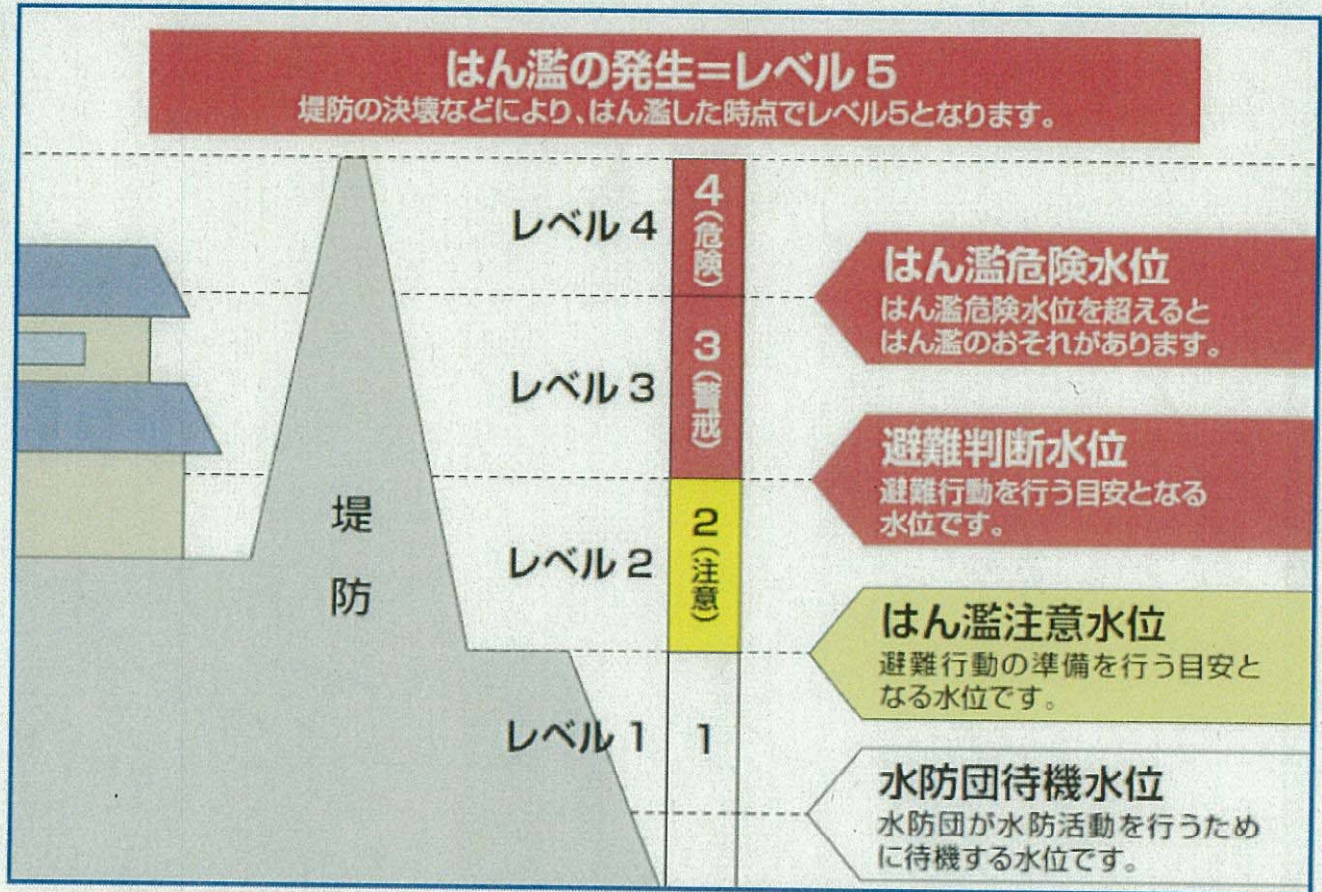 はん濫の発生=レベル5
堤防の決壊などにより、はん濫した時点でレベル5となります。
レベル4
4(危険)
はん濫危険水位
はん濫危険水位を超えると
はん濫のおそれがあります。
レベル3
3(警戒)
避難判断水位
避難行動を行う目安となる
水位です。
堤防
レベル2
2(注意)
はん濫注意水位
避難行動の準備を行う目安と
なる水位です。
レベル1
1
水防団待機水位
水防団が水防活動を行うため
に待機する水位です。